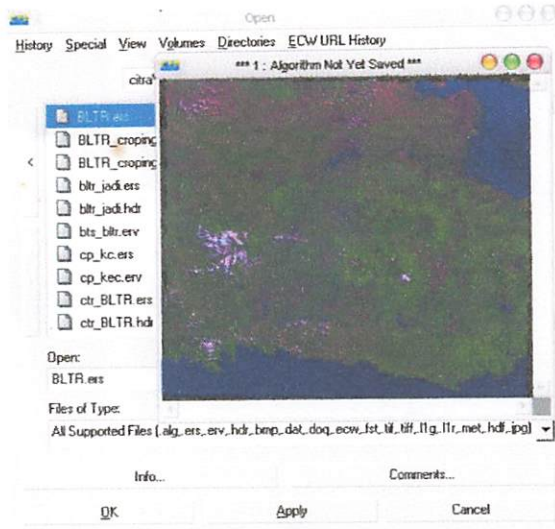 Open
History Special View Volumes Directories ECW URL History
citra
*** 1 : Algorithm Not Yet Saved ***
BLTR.ers
BLTR_croping
BLTR_croping
bltr_jadi.ers
bltr_jadi.hdr
bts_bltr.erv
cp_kc.ers
cp_kec.erv
ctr_BLTR.ers
ctr_BLTR.hdr
Open:
BLTR.ers
Files of Type:
All Supported Files (.alg,.ers,.erv,.hdr,.bmp,.dat,.doq,.ecw,.fst,.tif,.tiff,.l1g,.l1r,.met,.hdf,.jpg)
Info... Comments...
OK Apply Cancel